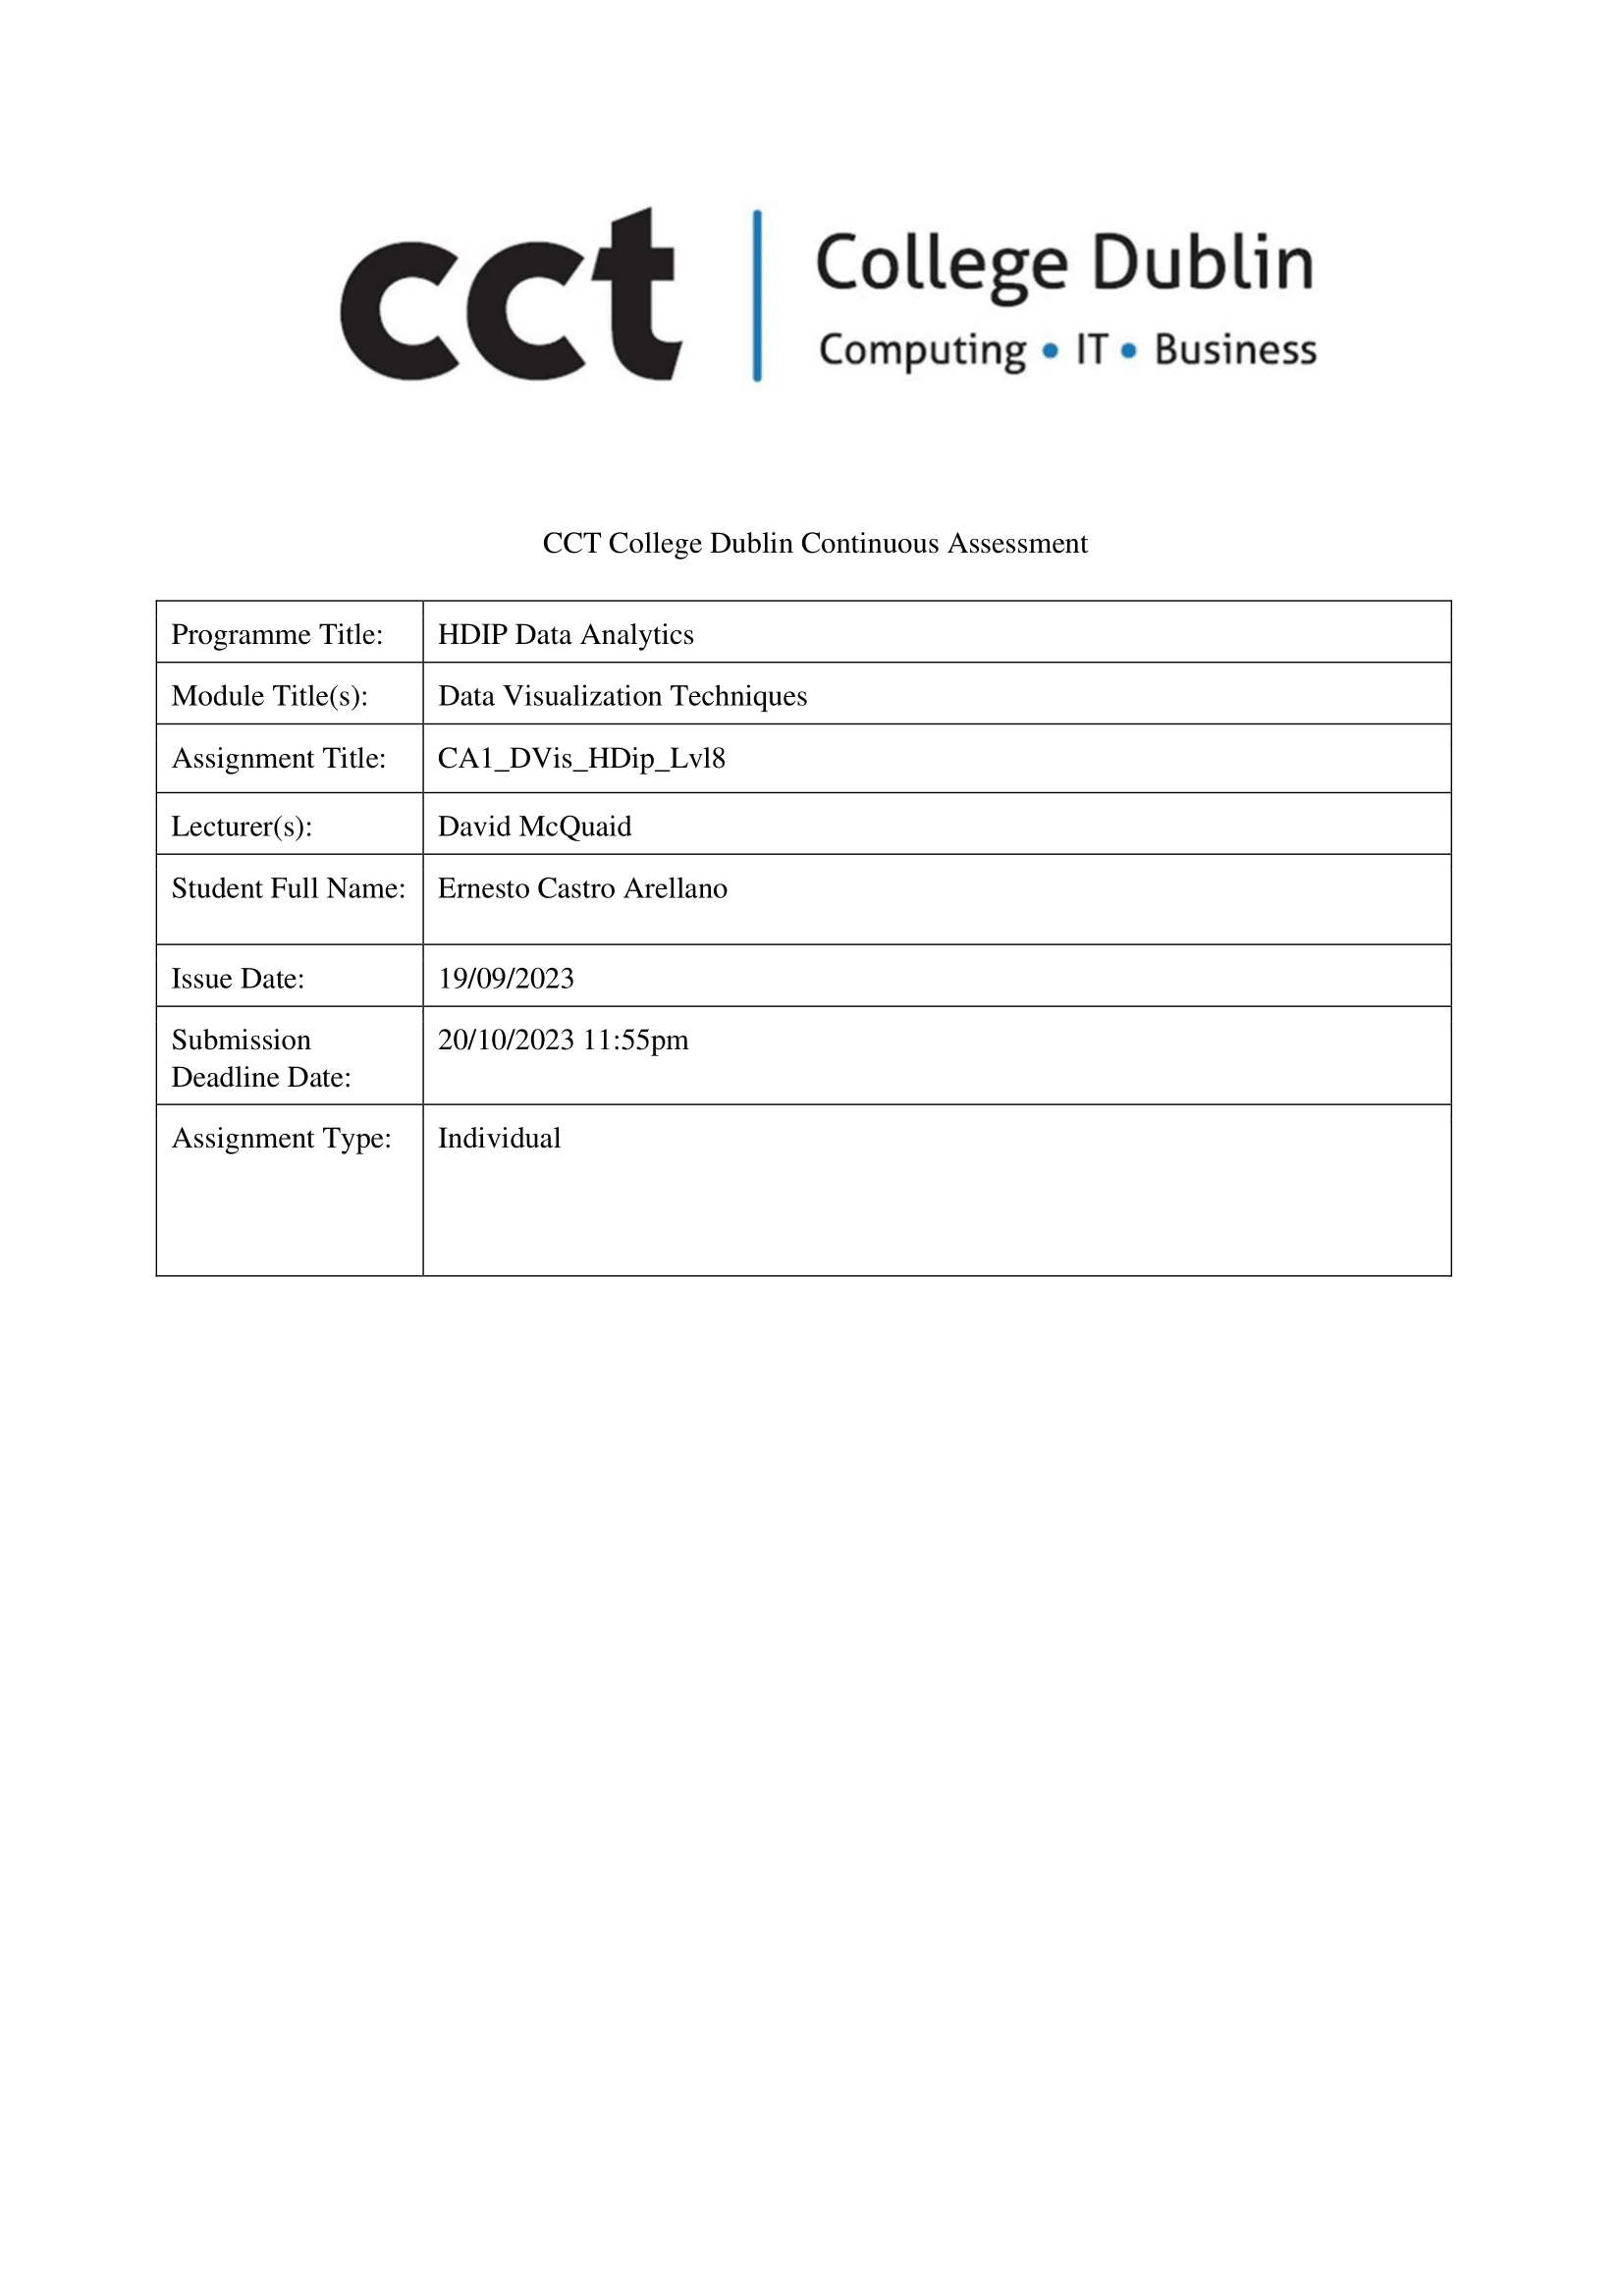 cct College Dublin
Computing • IT • Business
CCT College Dublin Continuous Assessment
Programme Title: HDIP Data Analytics
Module Title(s): Data Visualization Techniques
Assignment Title: CA1_DVis_HDip_Lvl8
Lecturer(s): David McQuaid
Student Full Name: Ernesto Castro Arellano
Issue Date: 19/09/2023
Submission
Deadline Date: 20/10/2023 11:55pm
Assignment Type: Individual